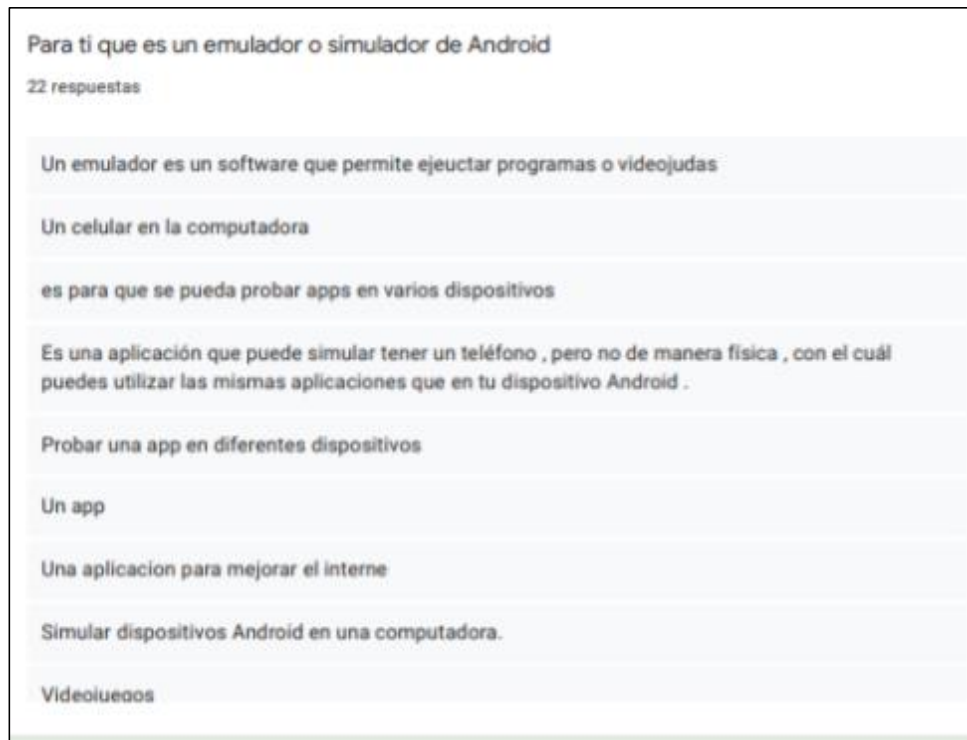 Para ti que es un emulador o simulador de Android
22 respuestas
Un emulador es un software que permite ejeuctar programas o videojudas
Un celular en la computadora
es para que se pueda probar apps en varios dispositivos
Es una aplicación que puede simular tener un teléfono , pero no de manera física , con el cuál
puedes utilizar las mismas aplicaciones que en tu dispositivo Android .
Probar una app en diferentes dispositivos
Un app
Una aplicacion para mejorar el interne
Simular dispositivos Android en una computadora.
Videojuegos